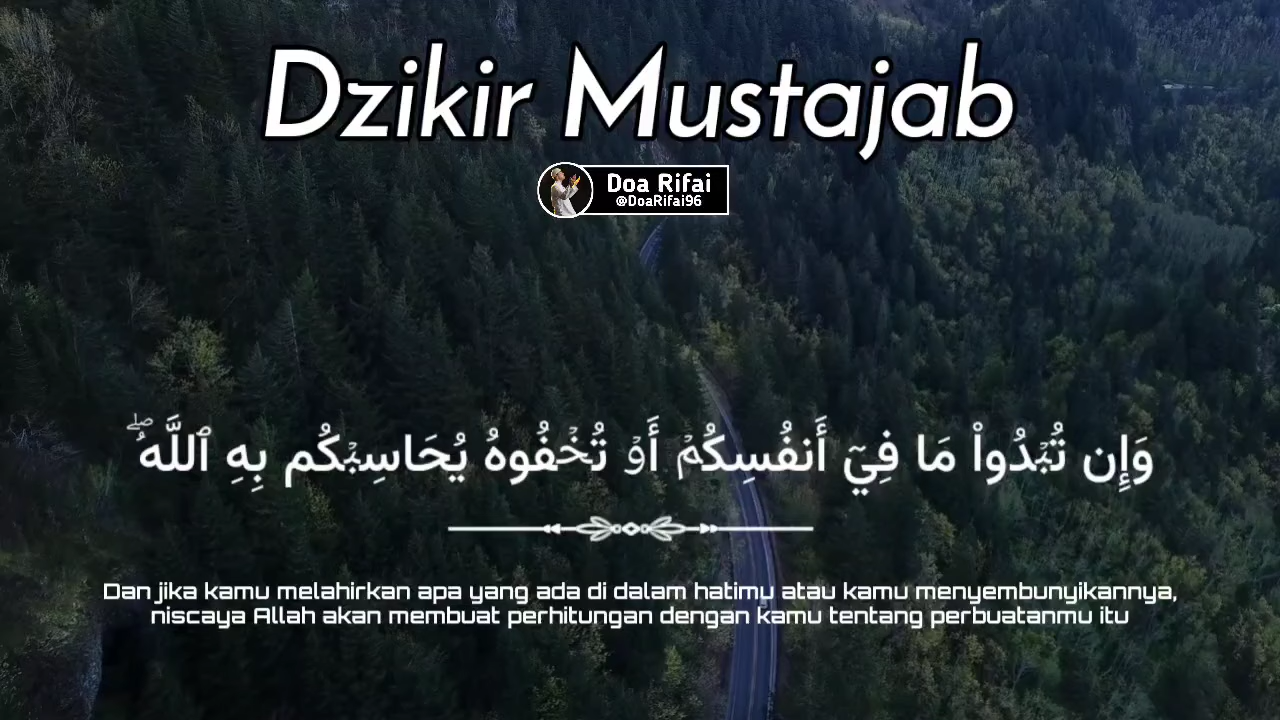 Dzikir Mustajab
Doa Rifai
@DoaRifai96
وَإِن تُبۡدُواْ مَا فِيٓ أَنفُسِكُمۡ أَوۡ تُخۡفُوهُ يُحَاسِبۡكُم بِهِ ٱللَّهُۖ
Dan jika kamu melahirkan apa yang ada di dalam hatimu atau kamu menyembunyikannya,
niscaya Allah akan membuat perhitungan dengan kamu tentang perbuatanmu itu